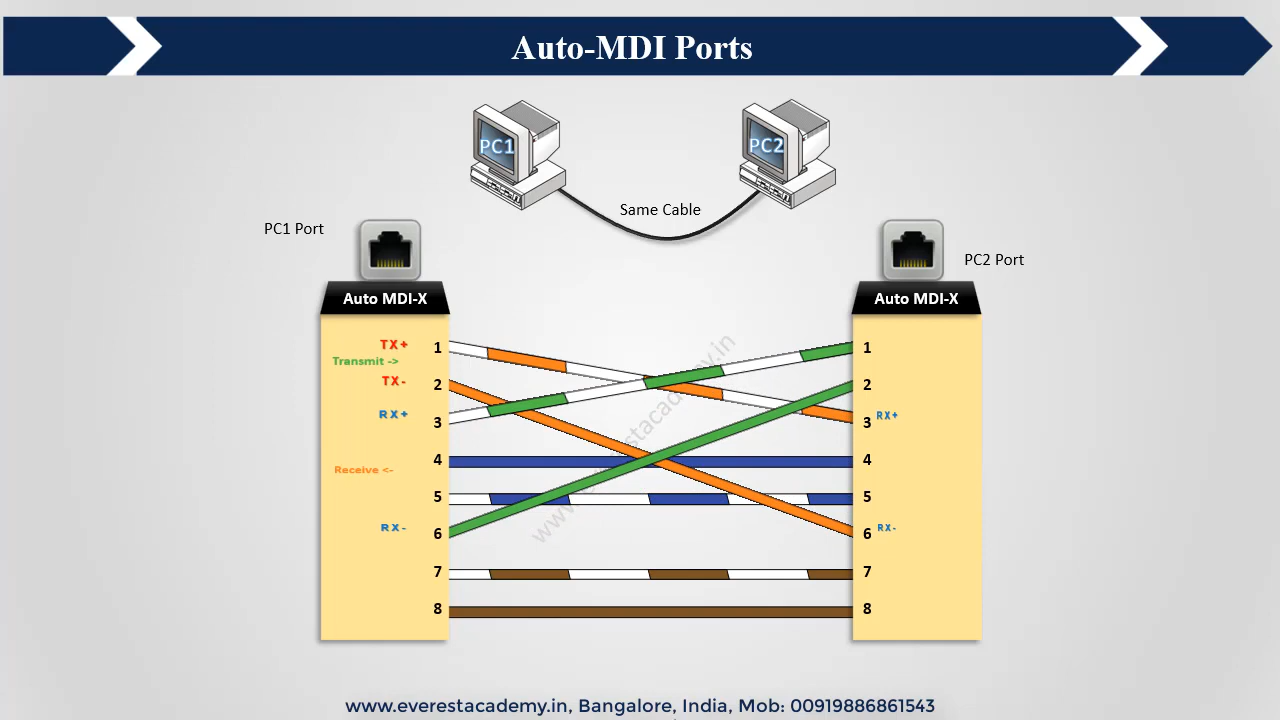 Auto-MDI Ports
PC1
PC2
Same Cable
PC1 Port
PC2 Port
Auto MDI-X
Auto MDI-X
TX+ 1
Transmit ->
TX- 2
RX+ 3
4
Receive <-
5
RX- 6
7
8
1
2
3 RX+
4
5
6 RX-
7
8
www.everestacademy.in, Bangalore, India, Mob: 00919886861543